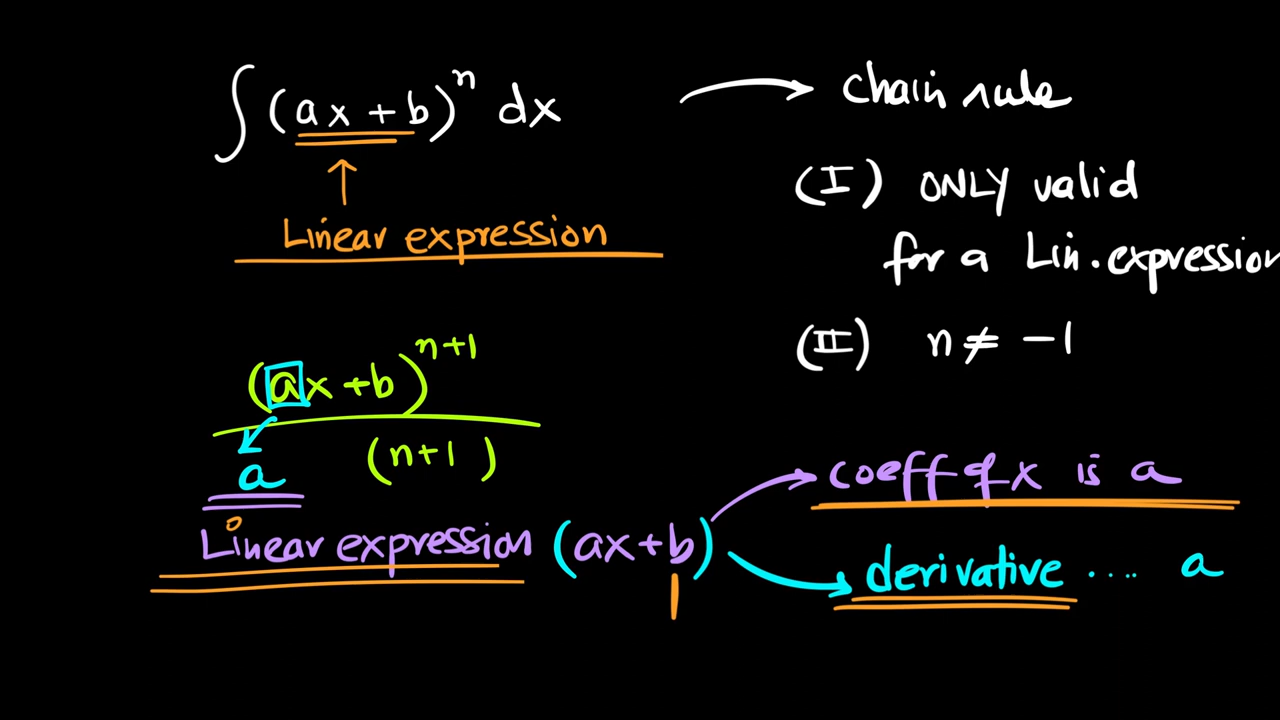 ∫ (ax + b)ⁿ dx → chain rule
↑
Linear expression
(I) ONLY valid
for a Lin. expression
(II) n ≠ -1
(ax + b)ⁿ⁺¹
a (n+1)
Linear expression (ax+b)
coeff of x is a
derivative .... a